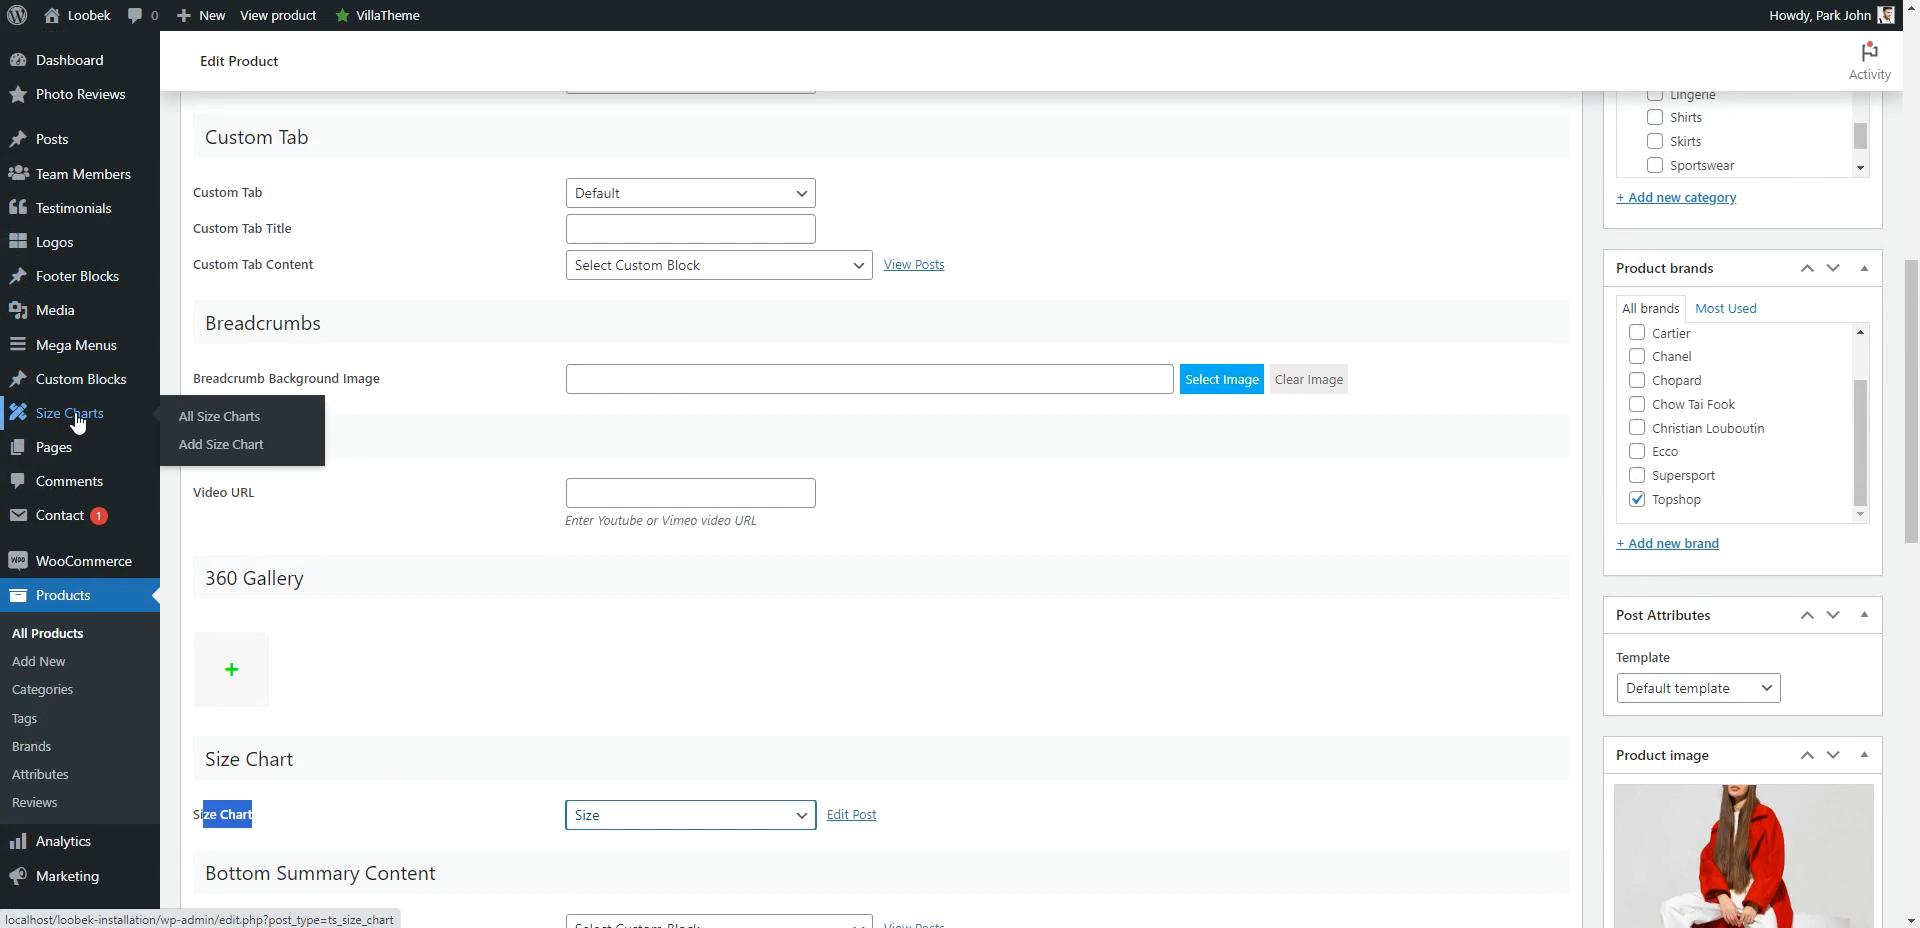 Loobek 0 New View product VillaTheme Howdy, Park John
Dashboard
Photo Reviews
Posts
Team Members
Testimonials
Logos
Footer Blocks
Media
Mega Menus
Custom Blocks
Size Charts
Pages
Comments
Contact 1
WooCommerce
Products
All Products
Add New
Categories
Tags
Brands
Attributes
Reviews
Analytics
Marketing
localhost/loobek-installation/wp-admin/edit.php?post_type=ts_size_chart
All Size Charts
Add Size Chart
Edit Product
Activity
Custom Tab
Custom Tab Default
Custom Tab Title
Custom Tab Content Select Custom Block View Posts
Breadcrumbs
Breadcrumb Background Image Select Image Clear Image
Video URL
Enter Youtube or Vimeo video URL
360 Gallery
+
Size Chart
Size Chart Size Edit Post
Bottom Summary Content
Select Custom Block View Posts
Lingerie
Shirts
Skirts
Sportswear
+ Add new category
Product brands
All brands Most Used
Cartier
Chanel
Chopard
Chow Tai Fook
Christian Louboutin
Ecco
Supersport
Topshop
+ Add new brand
Post Attributes
Template
Default template
Product image